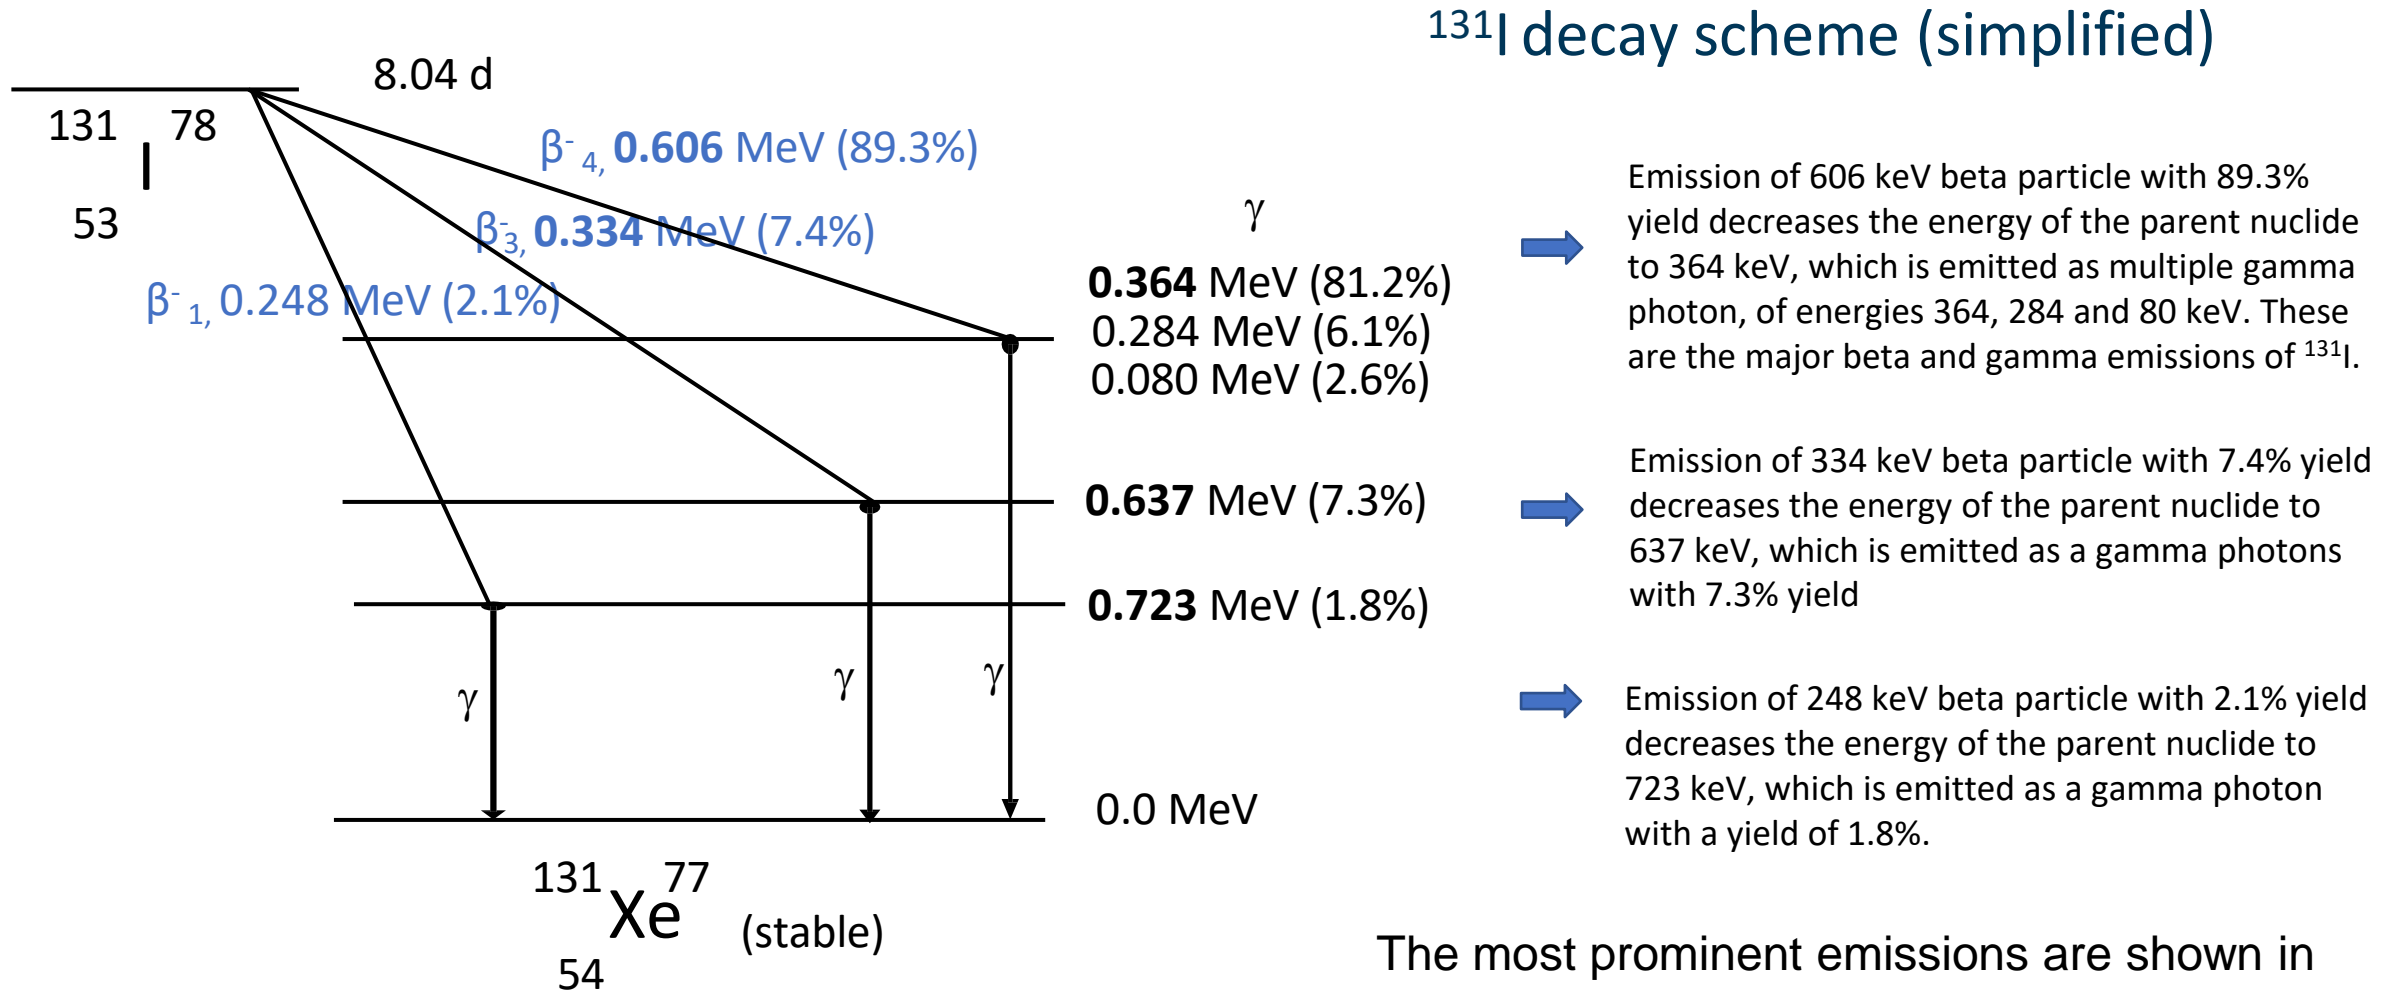 ¹³¹I decay scheme (simplified)
8.04 d
131 78
I
53
β⁻ 4, 0.606 MeV (89.3%)
β⁻3, 0.334 MeV (7.4%)
β⁻ 1, 0.248 MeV (2.1%)
γ
0.364 MeV (81.2%)
0.284 MeV (6.1%)
0.080 MeV (2.6%)
0.637 MeV (7.3%)
0.723 MeV (1.8%)
γ
γ
γ
0.0 MeV
131 77
Xe
(stable)
54
Emission of 606 keV beta particle with 89.3%
yield decreases the energy of the parent nuclide
to 364 keV, which is emitted as multiple gamma
photon, of energies 364, 284 and 80 keV. These
are the major beta and gamma emissions of ¹³¹I.
Emission of 334 keV beta particle with 7.4% yield
decreases the energy of the parent nuclide to
637 keV, which is emitted as a gamma photons
with 7.3% yield
Emission of 248 keV beta particle with 2.1% yield
decreases the energy of the parent nuclide to
723 keV, which is emitted as a gamma photon
with a yield of 1.8%.
The most prominent emissions are shown in